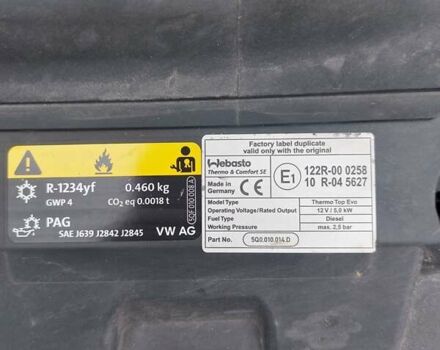 R-1234yf 0.460 kg
GWP 4 CO2 eq 0.0018 t
PAG
SAE J639 J2842 J2845 VW AG
Factory label duplicate
valid only with the original
Webasto
Thermo & Comfort SE
Made in
Germany
CE
E1
122R-00 0258
10 R-04 5627
Model Type Thermo Top Evo
Operating Voltage/Rated Output 12 V / 5,0 kW
Fuel Type Diesel
Working Pressure max. 2,5 bar
Part No. 5Q0.010.014.D